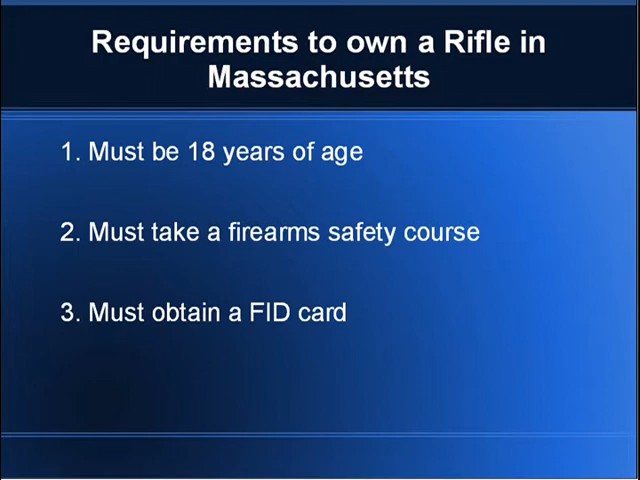 Requirements to own a Rifle in
Massachusetts
1. Must be 18 years of age
2. Must take a firearms safety course
3. Must obtain a FID card